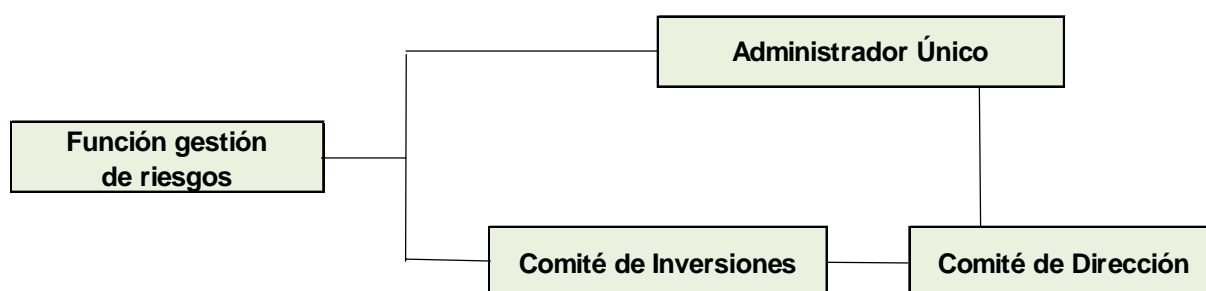 Administrador Único
Función gestión
de riesgos
Comité de Inversiones
Comité de Dirección